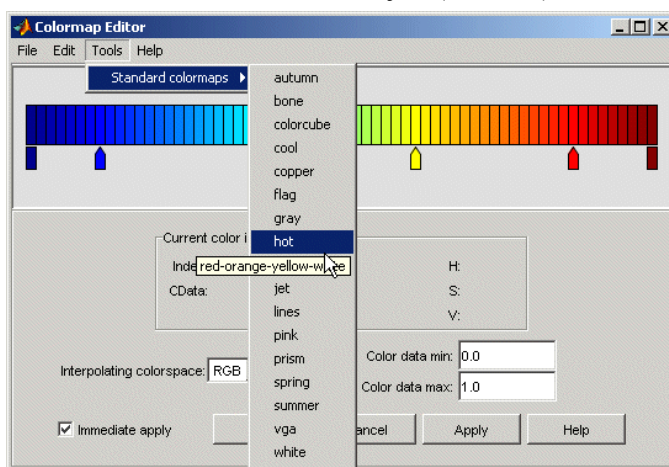 Colormap Editor
File Edit Tools Help
Standard colormaps
autumn
bone
colorcube
cool
copper
flag
gray
hot
jet
lines
pink
prism
spring
summer
vga
white
Current color i
Inde
red-orange-yellow-w
CData:
H:
S:
V:
Interpolating colorspace: RGB
Color data min: 0.0
Color data max: 1.0
Immediate apply
ancel
Apply
Help